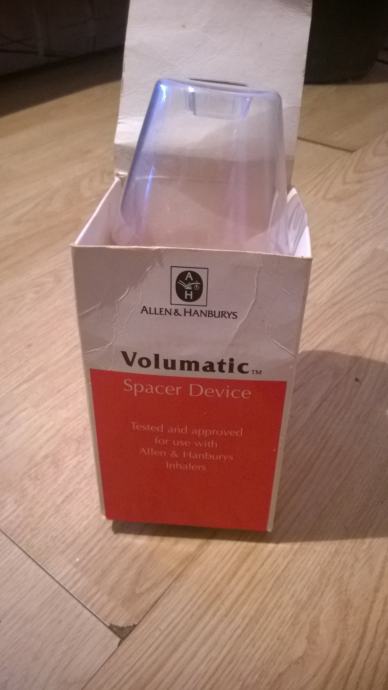 A
H
ALLEN & HANBURYS
Volumatic™
Spacer Device
Tested and approved
for use with
Allen & Hanburys
Inhalers